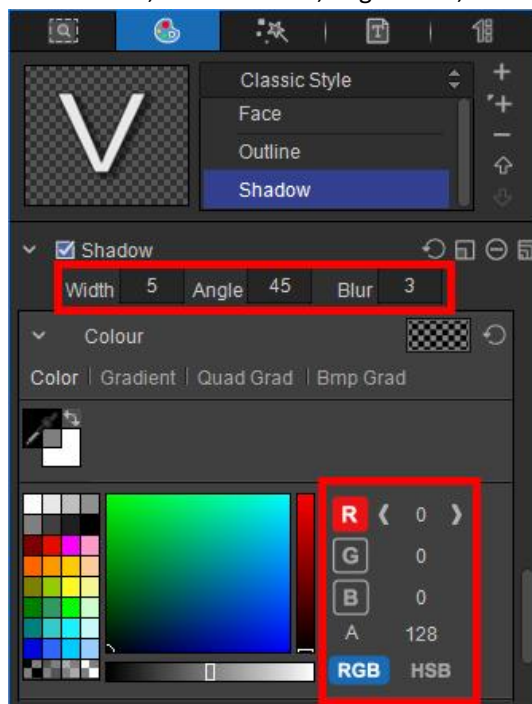 V
Classic Style
Face
Outline
Shadow
Shadow
Width 5 Angle 45 Blur 3
Colour
Color | Gradient | Quad Grad | Bmp Grad
R 0
G 0
B 0
A 128
RGB HSB